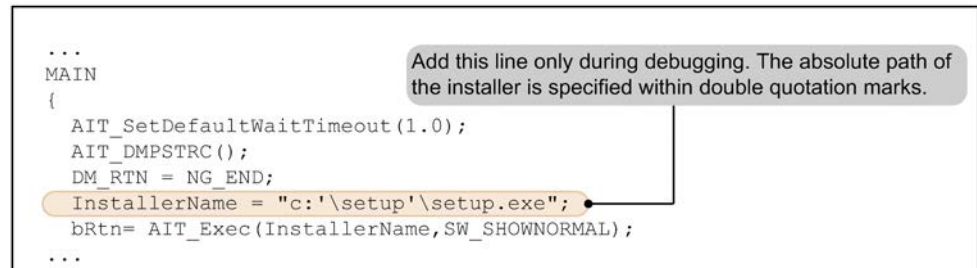 ...
MAIN
{
Add this line only during debugging. The absolute path of
the installer is specified within double quotation marks.
AIT_SetDefaultWaitTimeout(1.0);
AIT_DMPSTRC();
DM_RTN = NG_END;
InstallerName = "c:'\setup'\setup.exe";
bRtn= AIT_Exec(InstallerName,SW_SHOWNORMAL);
...